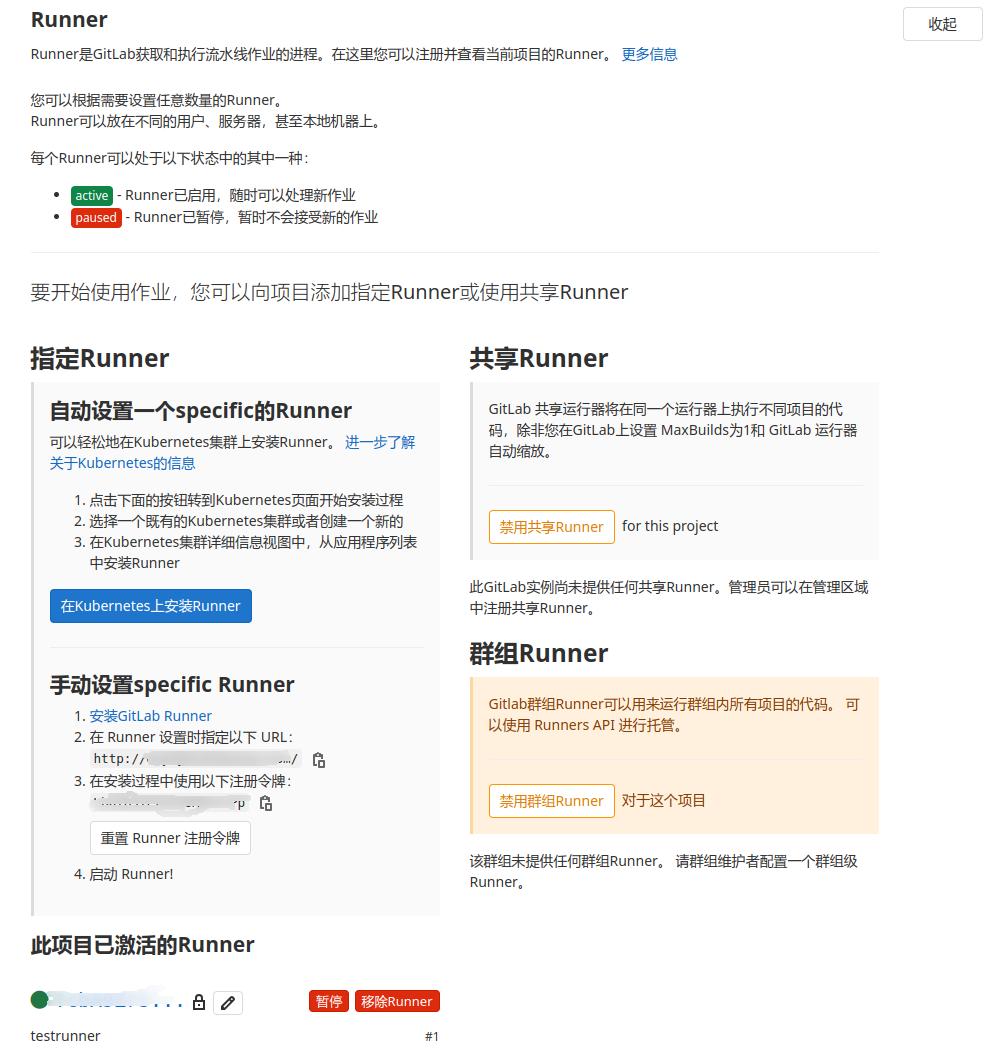 Runner
收起
Runner是GitLab获取和执行流水线作业的进程。在这里您可以注册并查看当前项目的Runner。 更多信息
您可以根据需要设置任意数量的Runner。
Runner可以放在不同的用户、服务器，甚至本地机器上。
每个Runner可以处于以下状态中的其中一种：
active - Runner已启用，随时可以处理新作业
paused - Runner已暂停，暂时不会接受新的作业
要开始使用作业，您可以向项目添加指定Runner或使用共享Runner
指定Runner
自动设置一个specific的Runner
可以轻松地在Kubernetes集群上安装Runner。 进一步了解
关于Kubernetes的信息
1. 点击下面的按钮转到Kubernetes页面开始安装过程
2. 选择一个既有的Kubernetes集群或者创建一个新的
3. 在Kubernetes集群详细信息视图中，从应用程序列表
中安装Runner
在Kubernetes上安装Runner
手动设置specific Runner
1. 安装GitLab Runner
2. 在 Runner 设置时指定以下 URL：
http://
3. 在安装过程中使用以下注册令牌：
重置 Runner 注册令牌
4. 启动 Runner!
共享Runner
GitLab 共享运行器将在同一个运行器上执行不同项目的代
码，除非您在GitLab上设置 MaxBuilds为1和 GitLab 运行器
自动缩放。
禁用共享Runner for this project
此GitLab实例尚未提供任何共享Runner。管理员可以在管理区域
中注册共享Runner。
群组Runner
Gitlab群组Runner可以用来运行群组内所有项目的代码。 可
以使用 Runners API 进行托管。
禁用群组Runner 对于这个项目
该群组未提供任何群组Runner。 请群组维护者配置一个群组级
Runner。
此项目已激活的Runner
暂停 移除Runner
testrunner #1